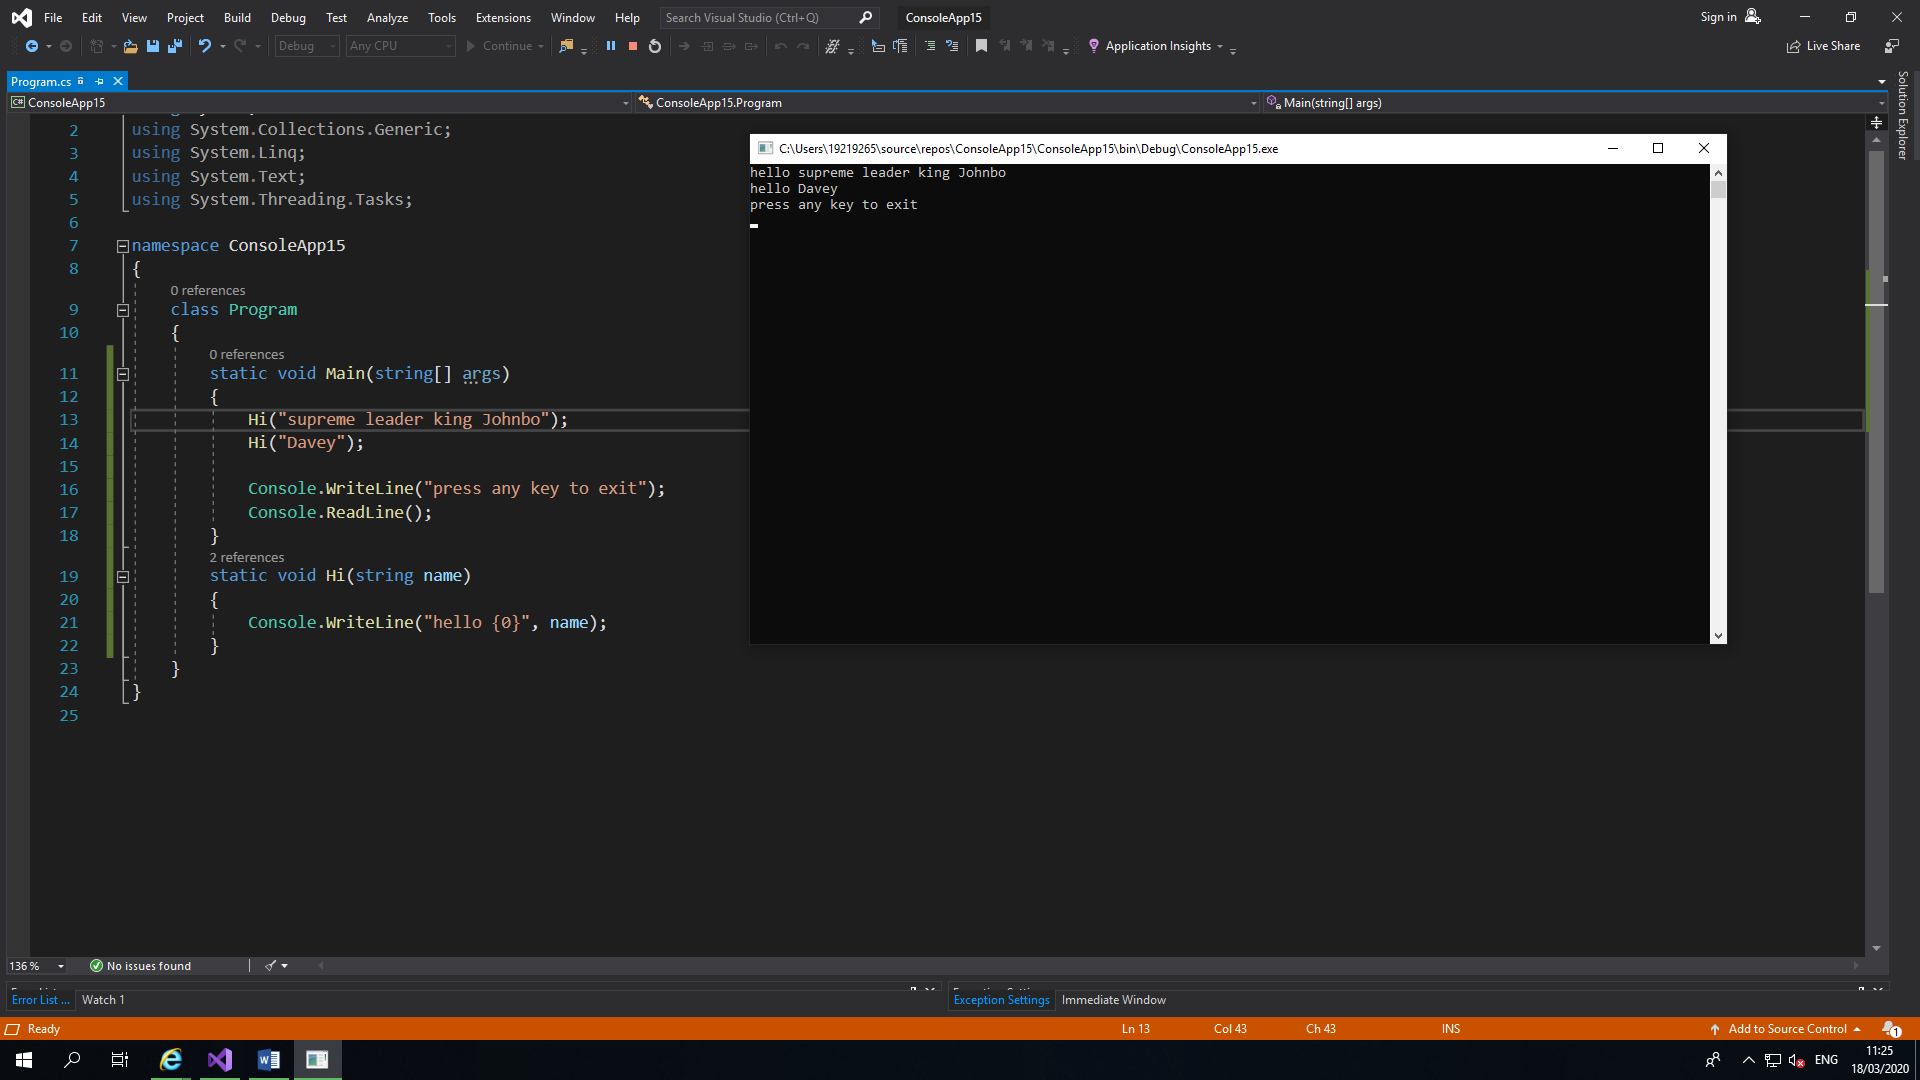 File Edit View Project Build Debug Test Analyze Tools Extensions Window Help Search Visual Studio (Ctrl+Q) ConsoleApp15 Sign in
Debug Any CPU Continue Application Insights Live Share
Program.cs
Solution Explorer
C# ConsoleApp15 ConsoleApp15.Program Main(string[] args)
2 using System.Collections.Generic;
3 using System.Linq;
4 using System.Text;
5 using System.Threading.Tasks;
6
7 namespace ConsoleApp15
8 {
0 references
9 class Program
10 {
0 references
11 static void Main(string[] args)
12 {
13 Hi("supreme leader king Johnbo");
14 Hi("Davey");
15
16 Console.WriteLine("press any key to exit");
17 Console.ReadLine();
18 }
2 references
19 static void Hi(string name)
20 {
21 Console.WriteLine("hello {0}", name);
22 }
23 }
24 }
25
C:\Users\19219265\source\repos\ConsoleApp15\ConsoleApp15\bin\Debug\ConsoleApp15.exe
hello supreme leader king Johnbo
hello Davey
press any key to exit
136 % No issues found
Error List ... Watch 1 Exception Settings Immediate Window
Ready Ln 13 Col 43 Ch 43 INS Add to Source Control 1
ENG 11:25
18/03/2020